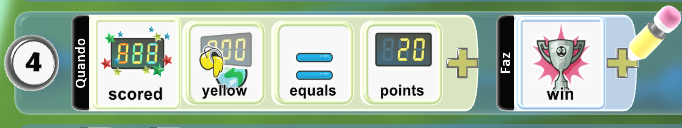 4
Quando
888
scored
000
yellow
equals
20
points
Faz
win